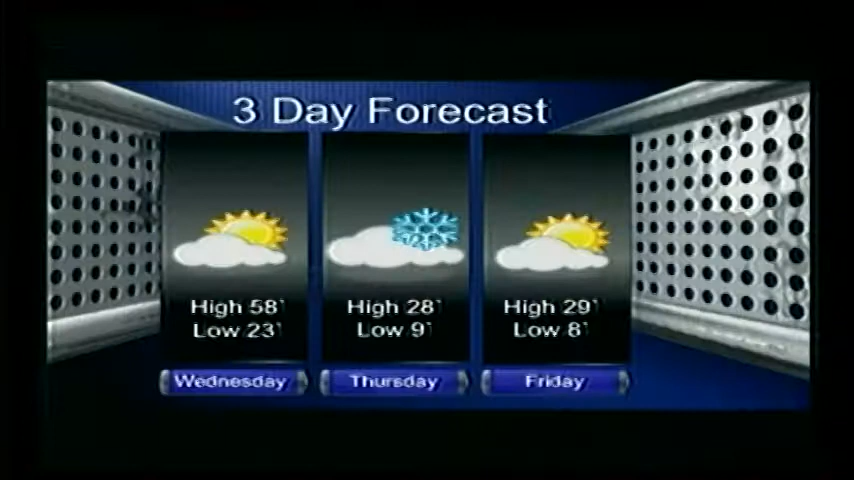 3 Day Forecast
High 58°
Low 23°
Wednesday
High 28°
Low 9°
Thursday
High 29°
Low 8°
Friday